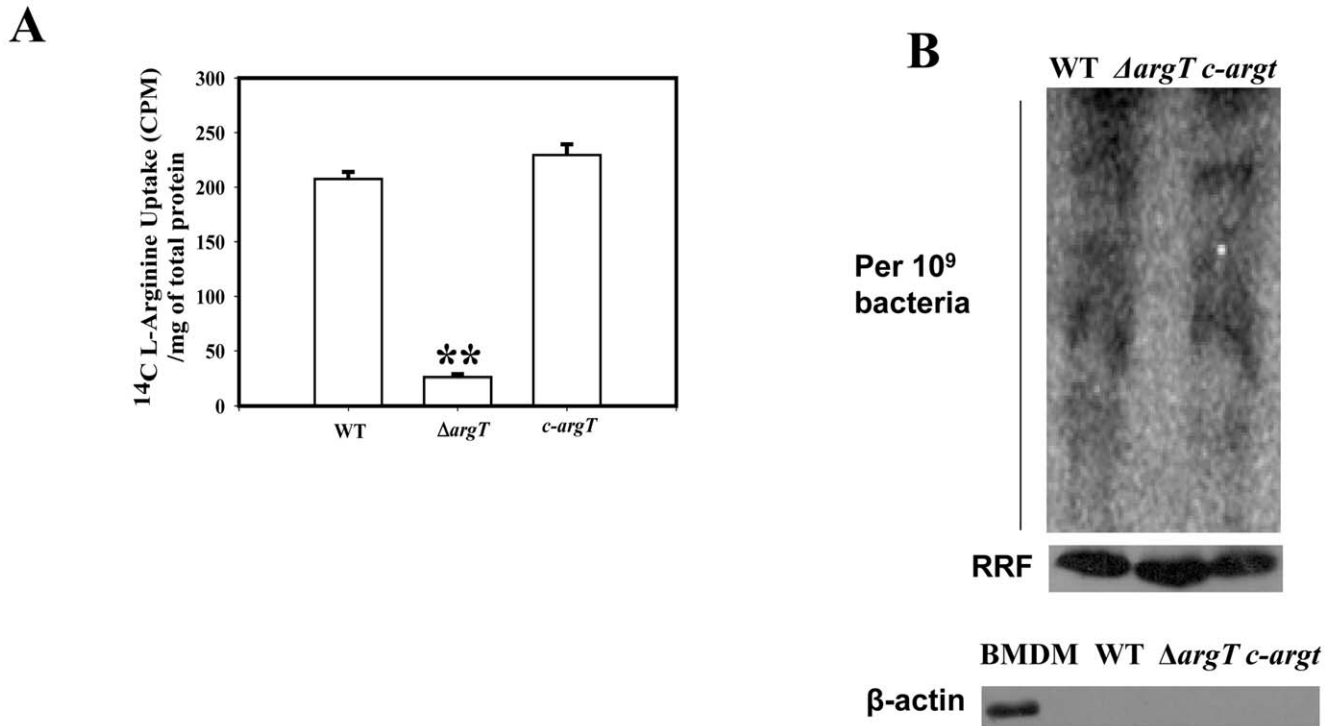 A
¹⁴C L-Arginine Uptake (CPM)
/mg of total protein
300
250
200
150
100
50
0
**
WT
ΔargT
c-argT
B
WT ΔargT c-argt
Per 10⁹
bacteria
RRF
BMDM WT ΔargT c-argt
β-actin